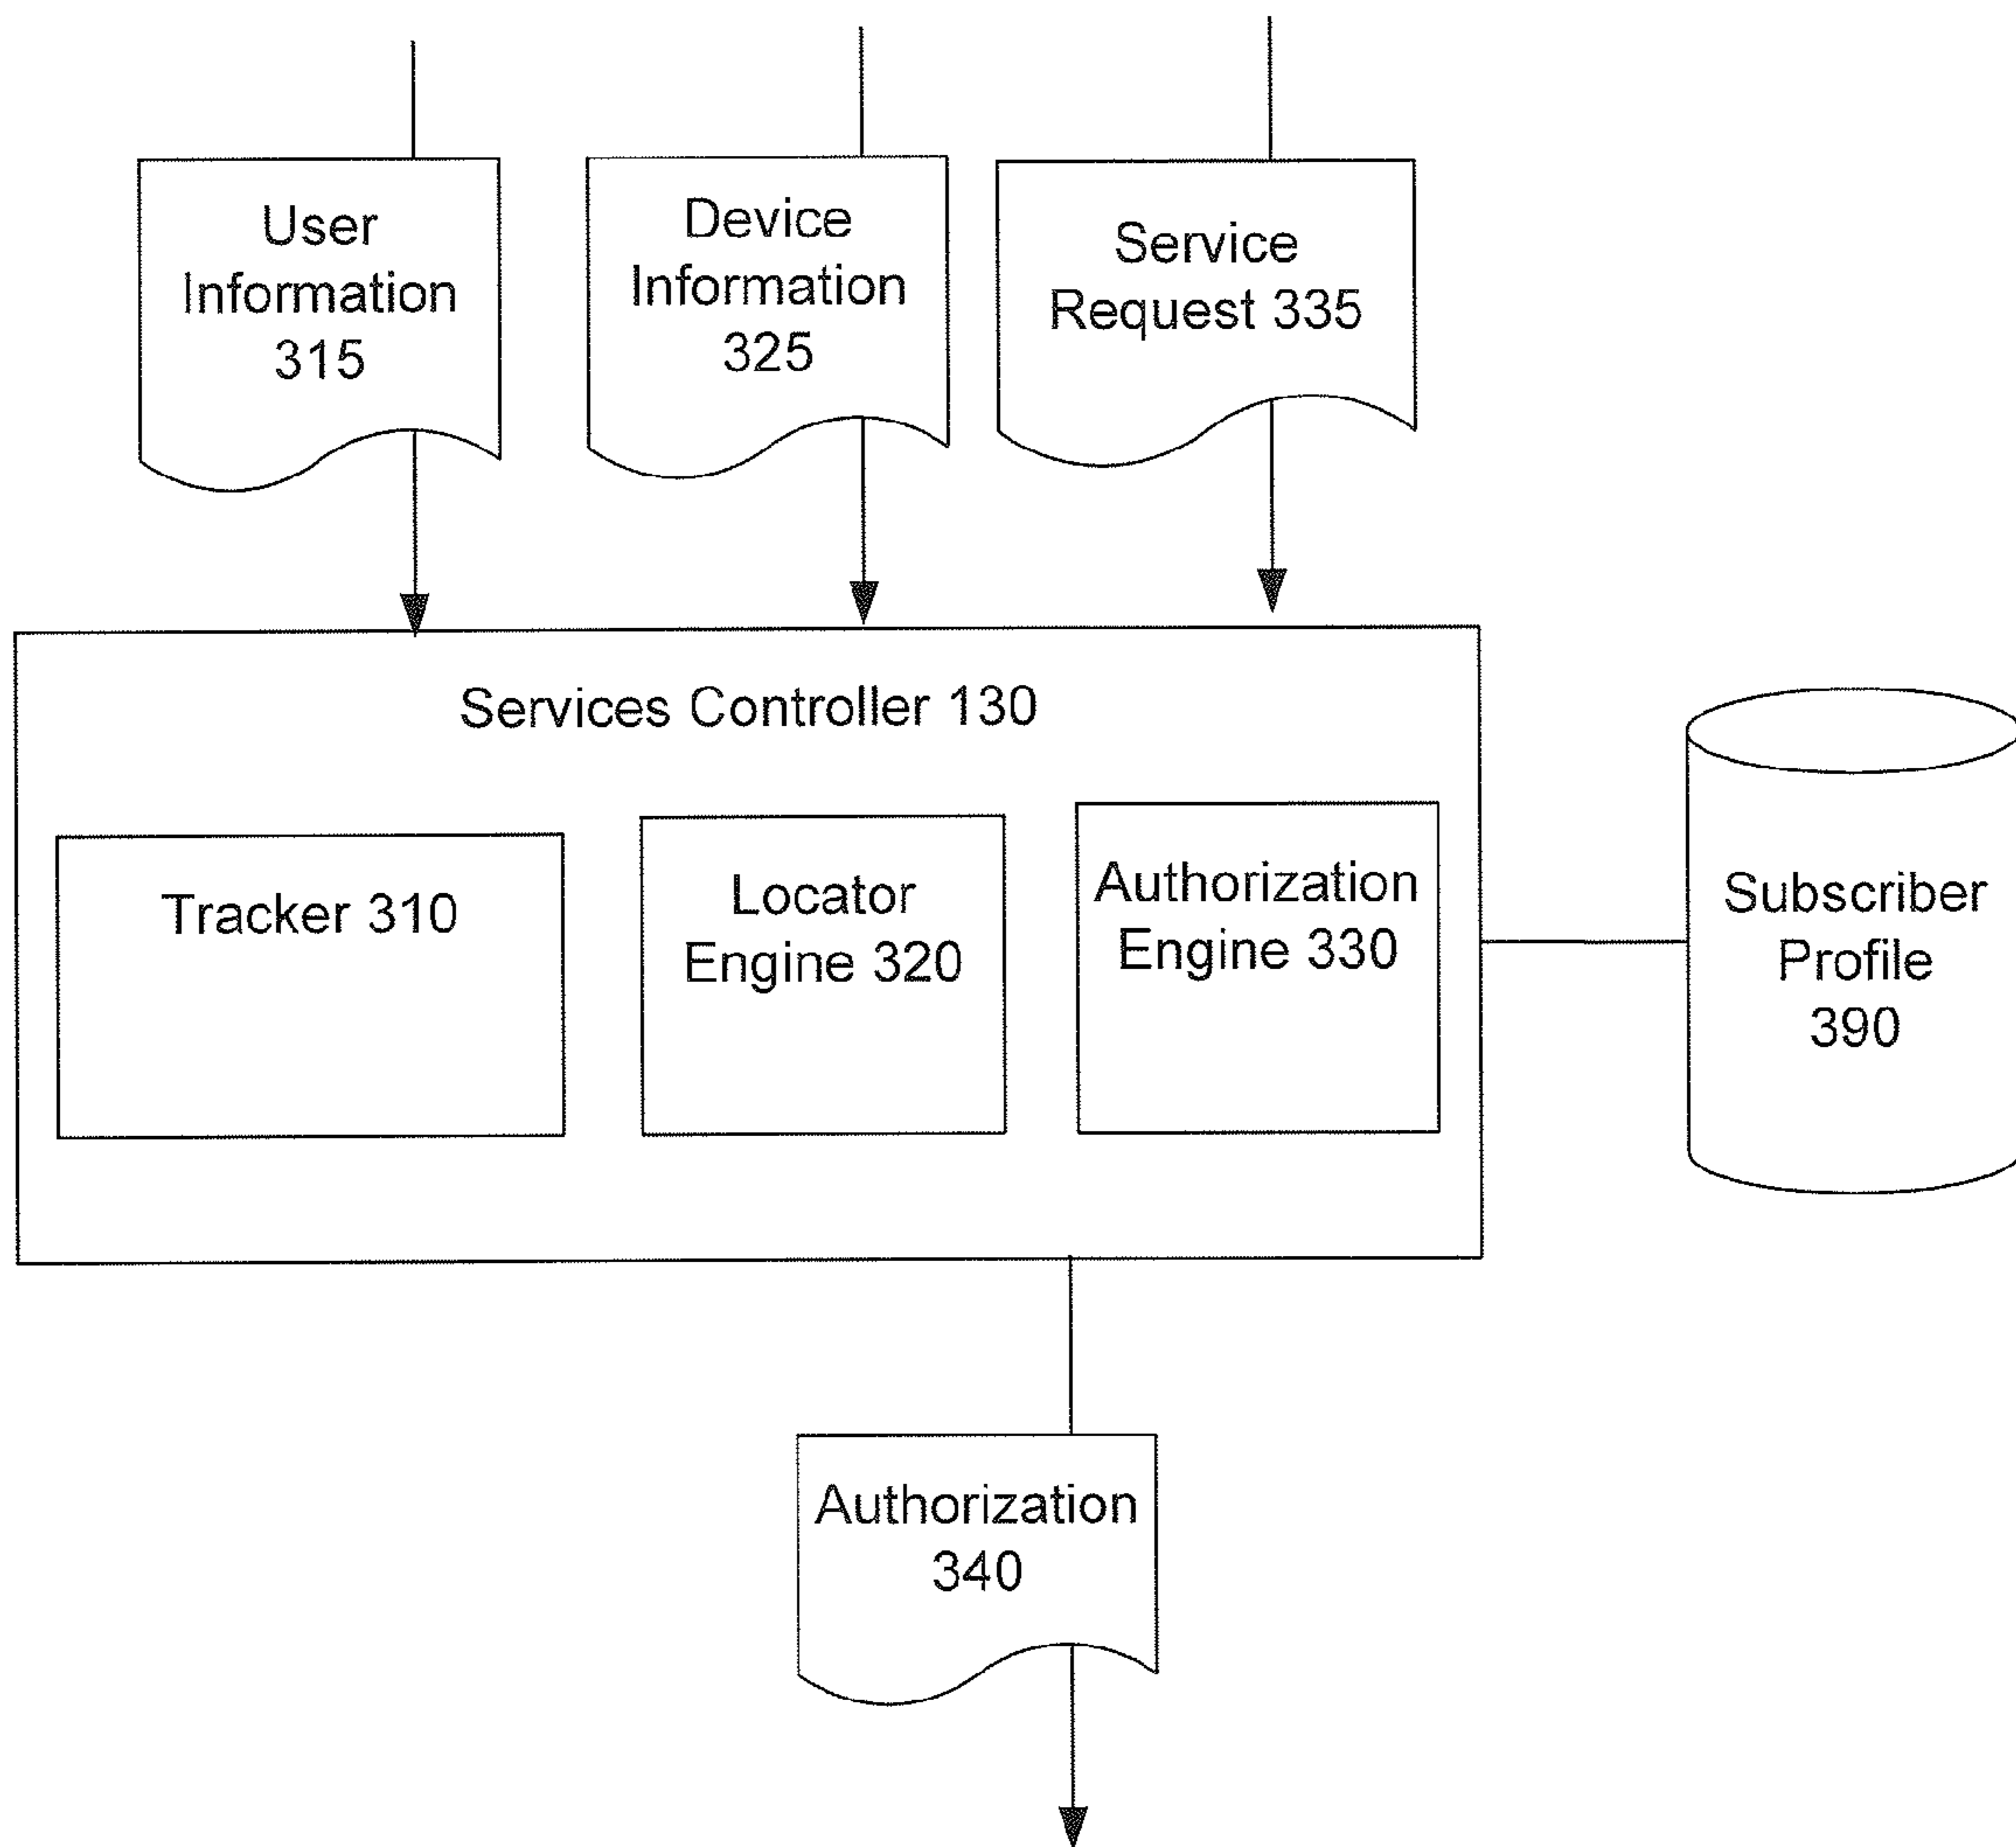 User
Information
315
Device
Information
325
Service
Request 335
Services Controller 130
Tracker 310
Locator
Engine 320
Authorization
Engine 330
Subscriber
Profile
390
Authorization
340